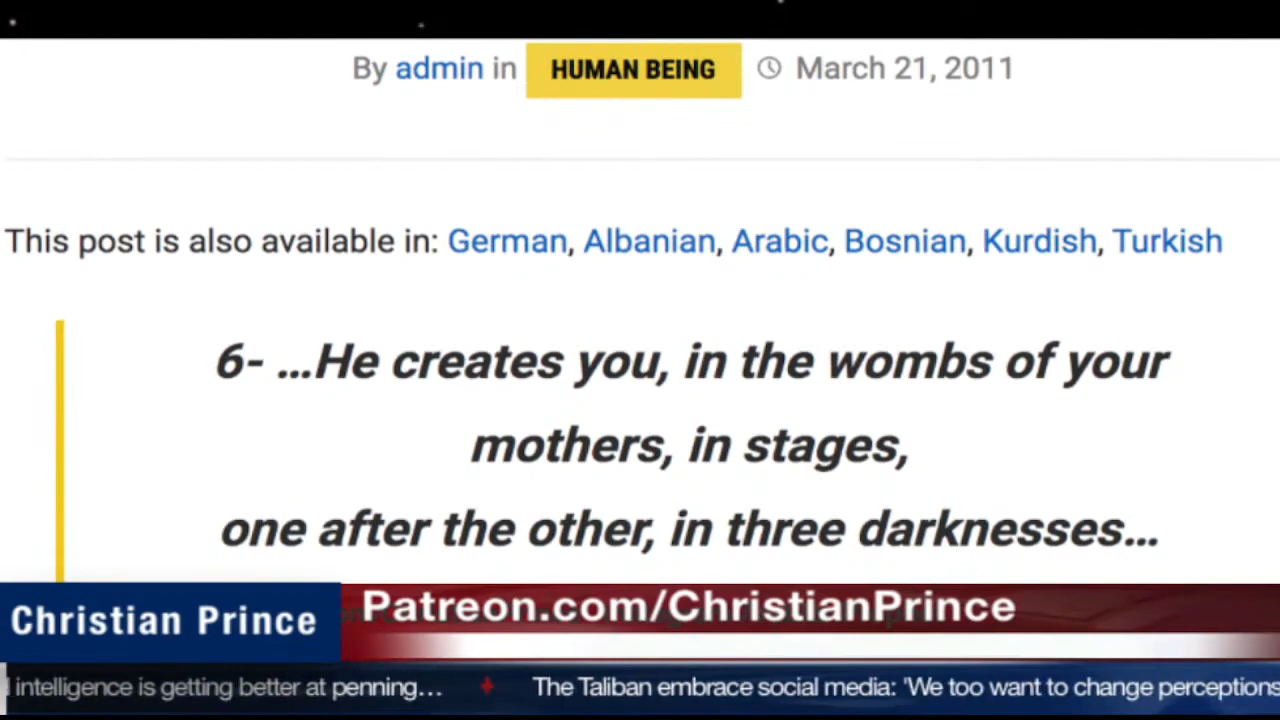 By admin in HUMAN BEING March 21, 2011
This post is also available in: German, Albanian, Arabic, Bosnian, Kurdish, Turkish
6- ...He creates you, in the wombs of your
mothers, in stages,
one after the other, in three darknesses...
Christian Prince
Patreon.com/ChristianPrince
intelligence is getting better at penning... The Taliban embrace social media: 'We too want to change perceptions